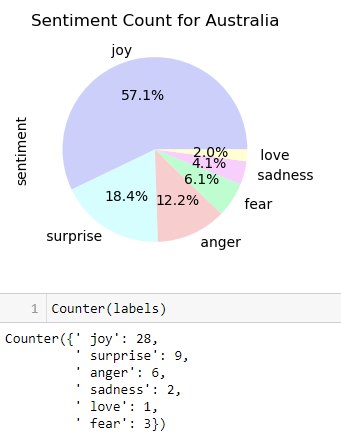 Sentiment Count for Australia
joy
57.1%
sentiment
2.0%
love
4.1%
sadness
6.1%
fear
18.4%
12.2%
surprise
anger
1 Counter(labels)
Counter({' joy': 28,
' surprise': 9,
' anger': 6,
' sadness': 2,
' love': 1,
' fear': 3})